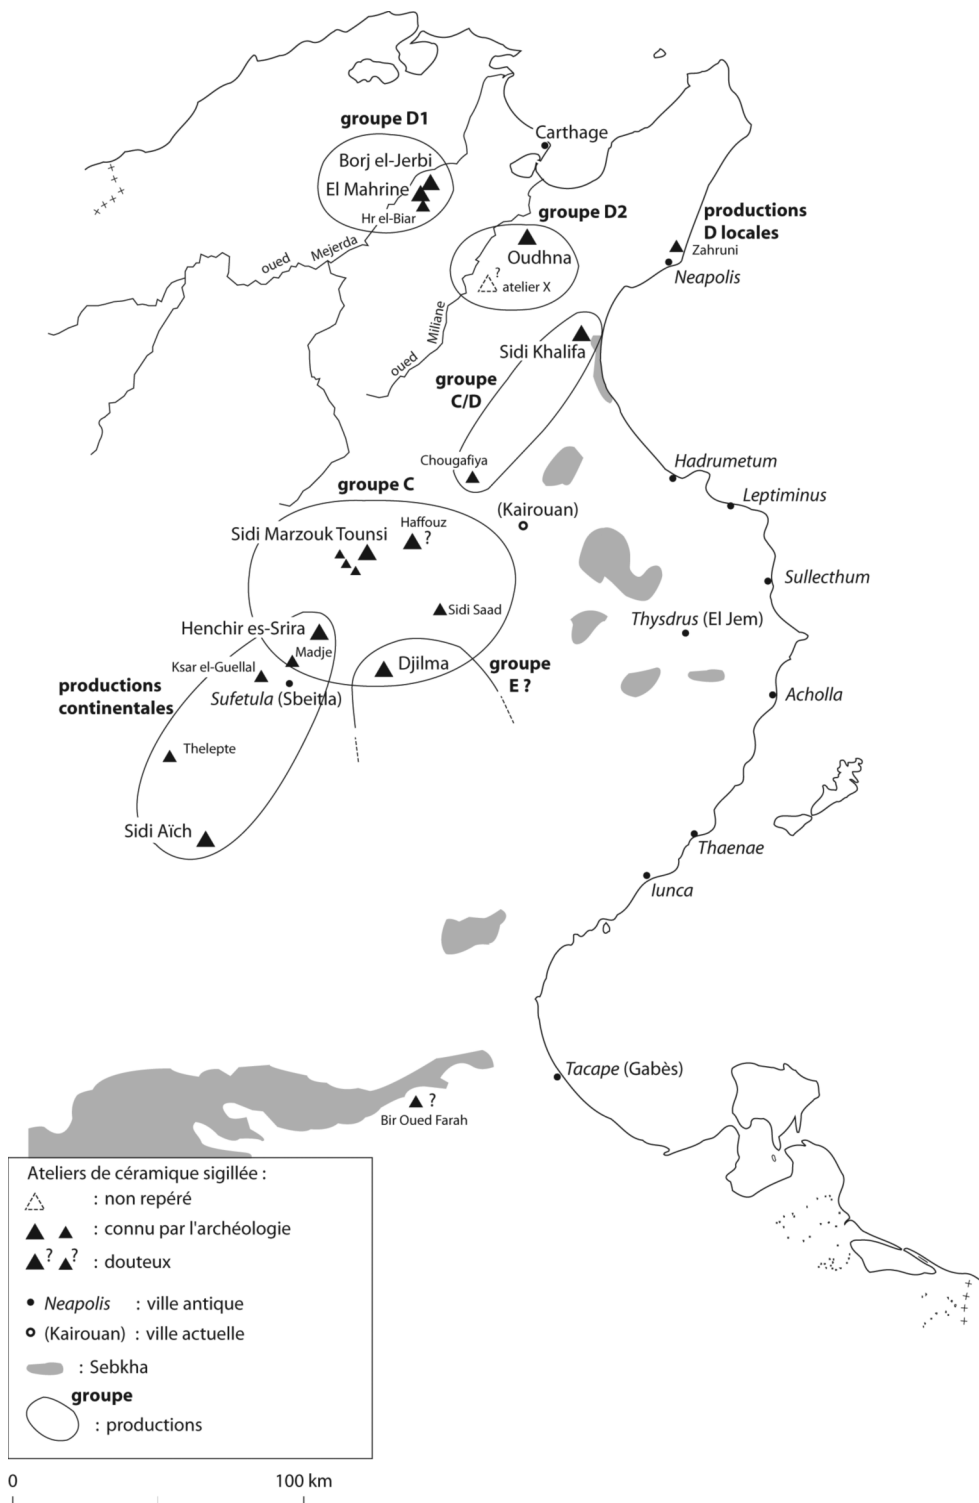 groupe D1
Carthage
Borj el-Jerbi
El Mahrine
Hr el-Biar
groupe D2
productions
D locales
oued Mejerda
Oudhna
Zahruni
Neapolis
?
atelier X
oued Miliane
Sidi Khalifa
groupe
C/D
Chougafiya
Hadrumetum
groupe C
Leptiminus
(Kairouan)
Haffouz
?
Sidi Marzouk Tounsi
Sullecthum
Sidi Saad
Thysdrus (El Jem)
Henchir es-Srira
Madje
Ksar el-Guellal
Djilma
groupe
E ?
productions
continentales
Sufetula (Sbeitla)
Acholla
Thelepte
Sidi Aïch
Thaenae
Iunca
Tacape (Gabès)
?
Bir Oued Farah
Ateliers de céramique sigillée :
: non repéré
: connu par l'archéologie
? ? : douteux
Neapolis : ville antique
(Kairouan) : ville actuelle
: Sebkha
groupe
: productions
0 100 km